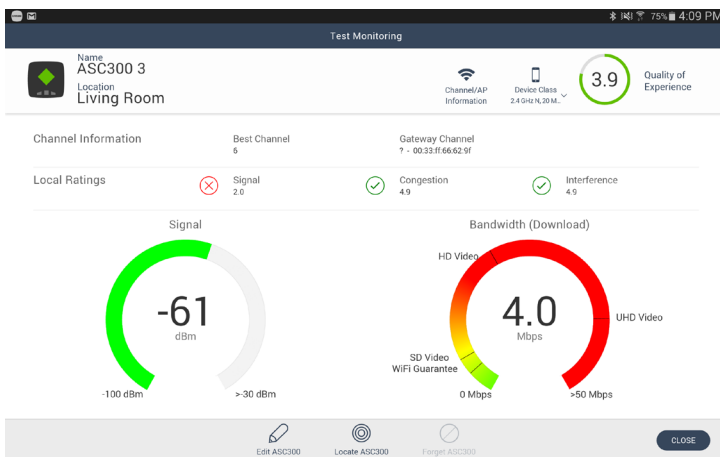 75% 4:09 PM
Test Monitoring
Name
ASC300 3
Location
Living Room
Channel/AP
Information
Device Class
2.4 GHz N, 20 M..
3.9
Quality of
Experience
Channel Information
Best Channel
6
Gateway Channel
? - 00:33:ff:66:62:9f
Local Ratings
Signal
2.0
Congestion
4.9
Interference
4.9
Signal
-61
dBm
-100 dBm
>-30 dBm
Bandwidth (Download)
HD Video
4.0
Mbps
UHD Video
SD Video
WiFi Guarantee
0 Mbps
>50 Mbps
Edit ASC300
Locate ASC300
Forget ASC300
CLOSE